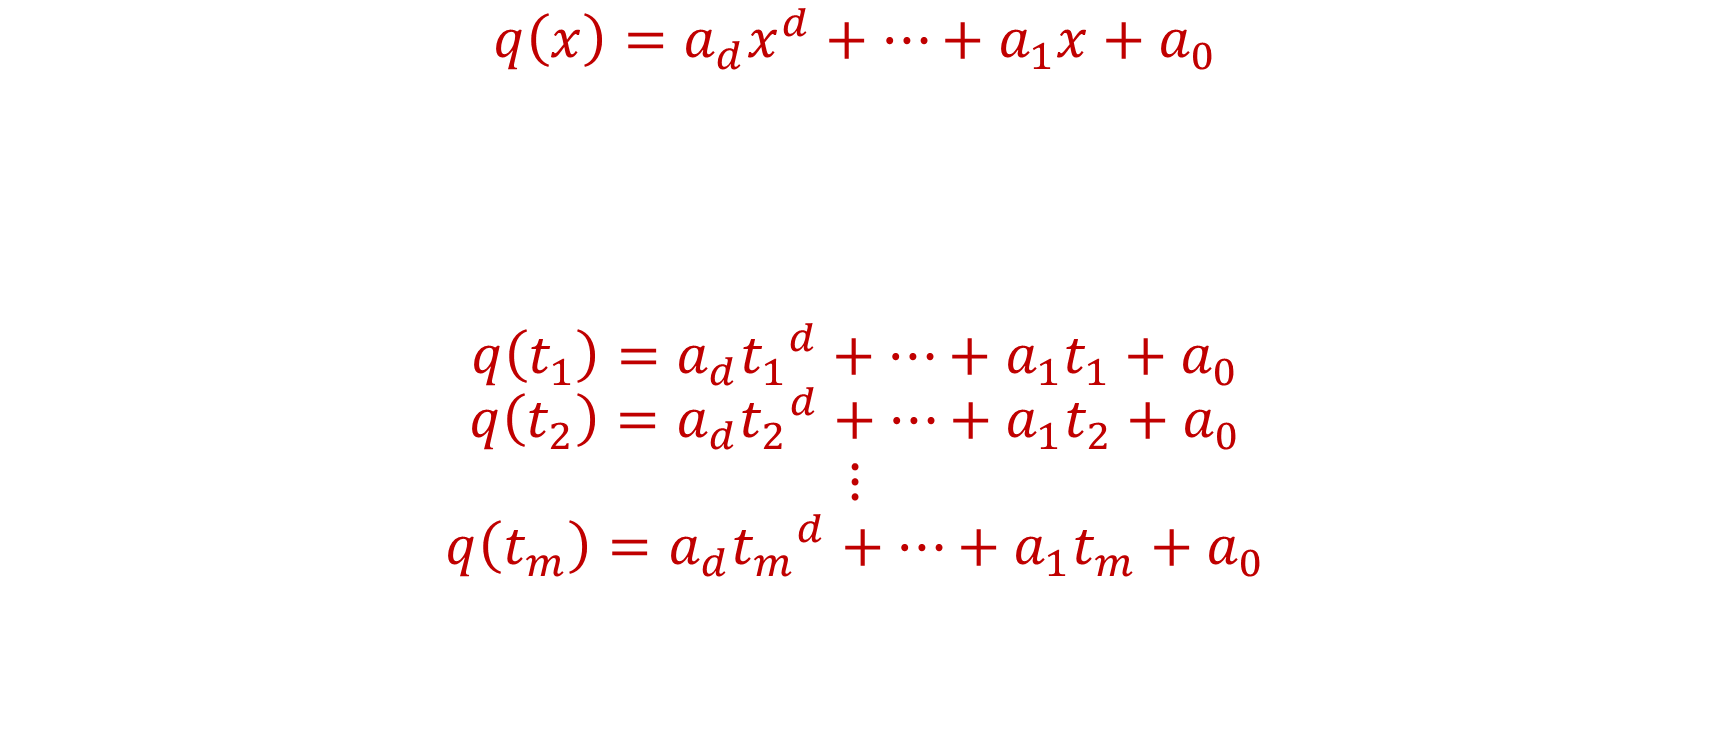 q(x) = a_d x^d + ⋯ + a_1 x + a_0
q(t_1) = a_d t_1^d + ⋯ + a_1 t_1 + a_0
q(t_2) = a_d t_2^d + ⋯ + a_1 t_2 + a_0
⋮
q(t_m) = a_d t_m^d + ⋯ + a_1 t_m + a_0